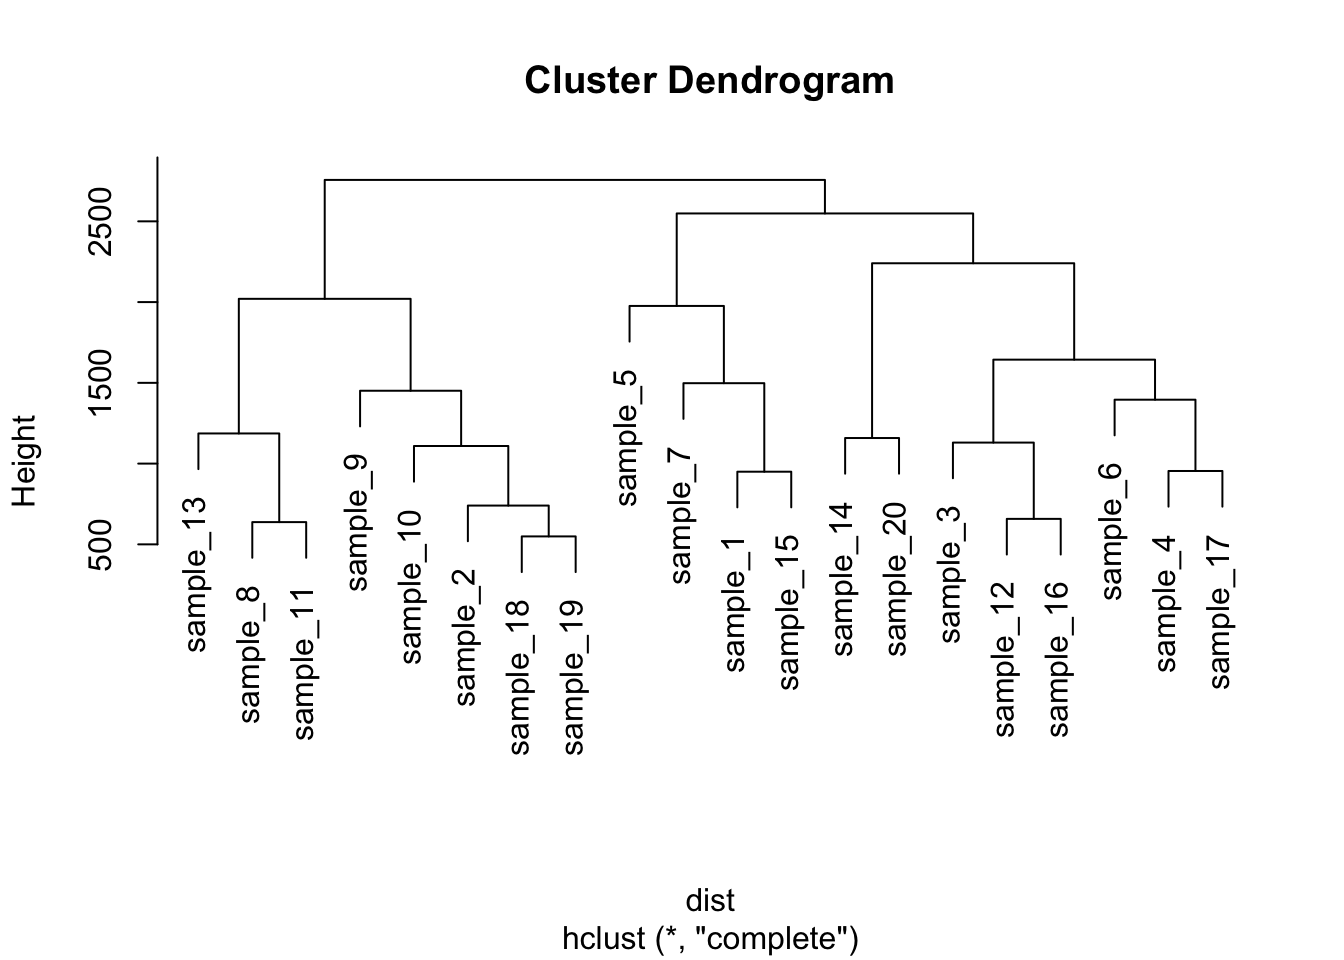 Cluster Dendrogram
Height
2500
1500
500
sample_13
sample_8
sample_11
sample_9
sample_10
sample_2
sample_18
sample_19
sample_5
sample_7
sample_1
sample_15
sample_14
sample_20
sample_3
sample_12
sample_16
sample_6
sample_4
sample_17
dist
hclust (*, "complete")